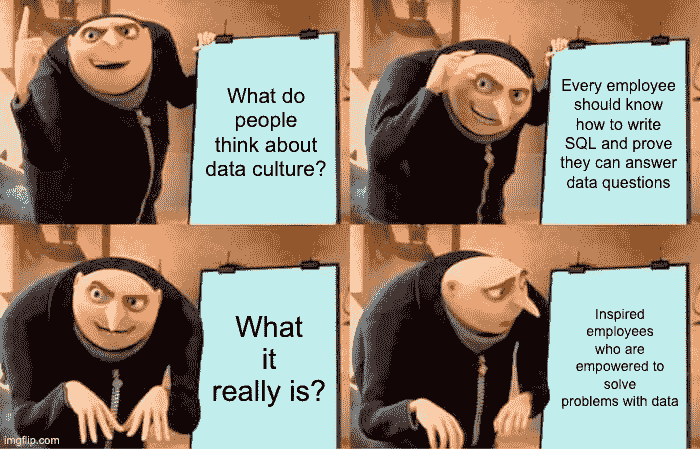 What do
people
think about
data culture?
Every employee
should know
how to write
SQL and prove
they can answer
data questions
What
it
really is?
Inspired
employees
who are
empowered to
solve
problems with data
imgflip.com